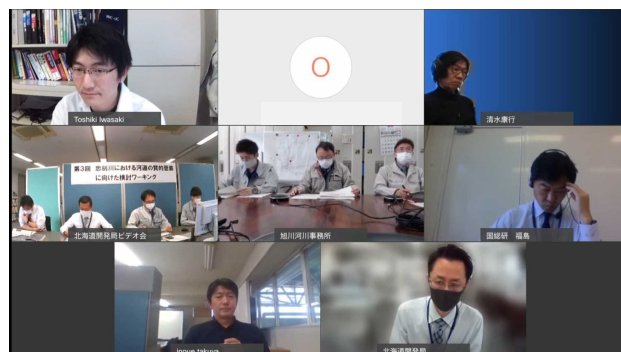 O
Toshiki Iwasaki
清水康行
第3回 忠別川における河道の質的整備
に向けた検討ワーキング
北海道開発局ビデオ会
旭川河川事務所
国総研 福島
inoue takuya
北海道開発局